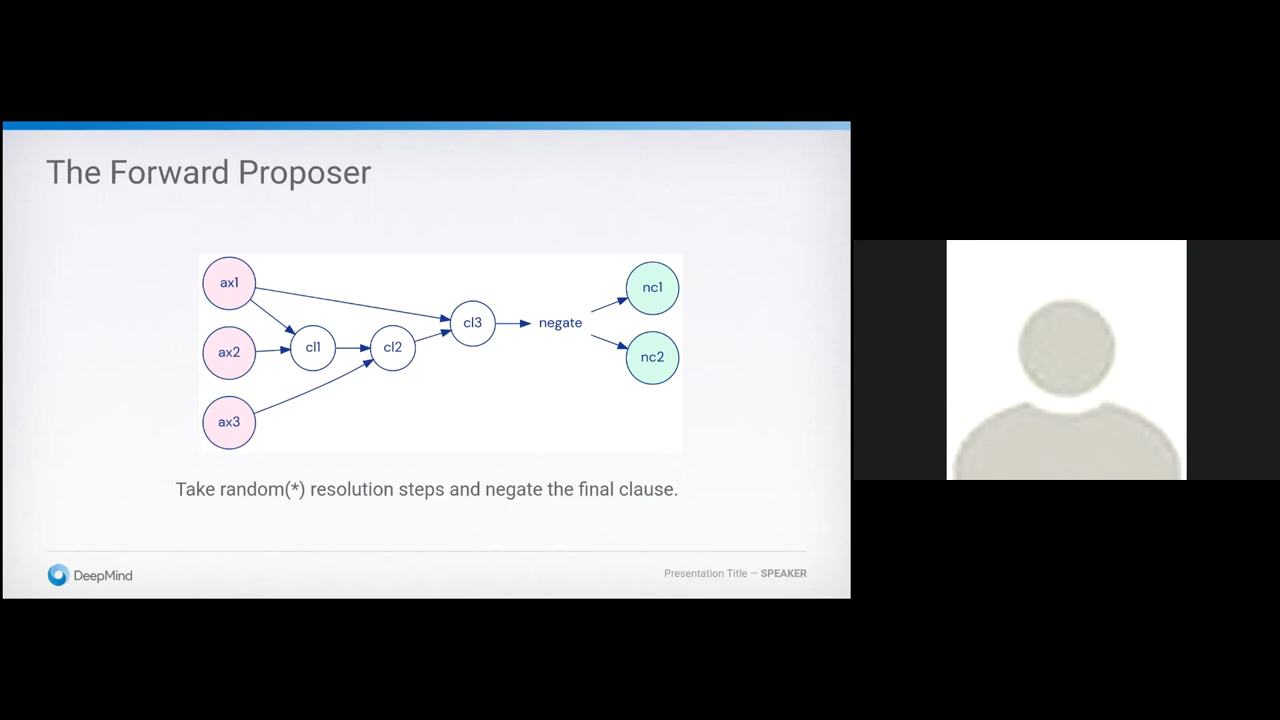 The Forward Proposer
ax1
ax2
ax3
cl1
cl2
cl3
negate
nc1
nc2
Take random(*) resolution steps and negate the final clause.
DeepMind
Presentation Title — SPEAKER